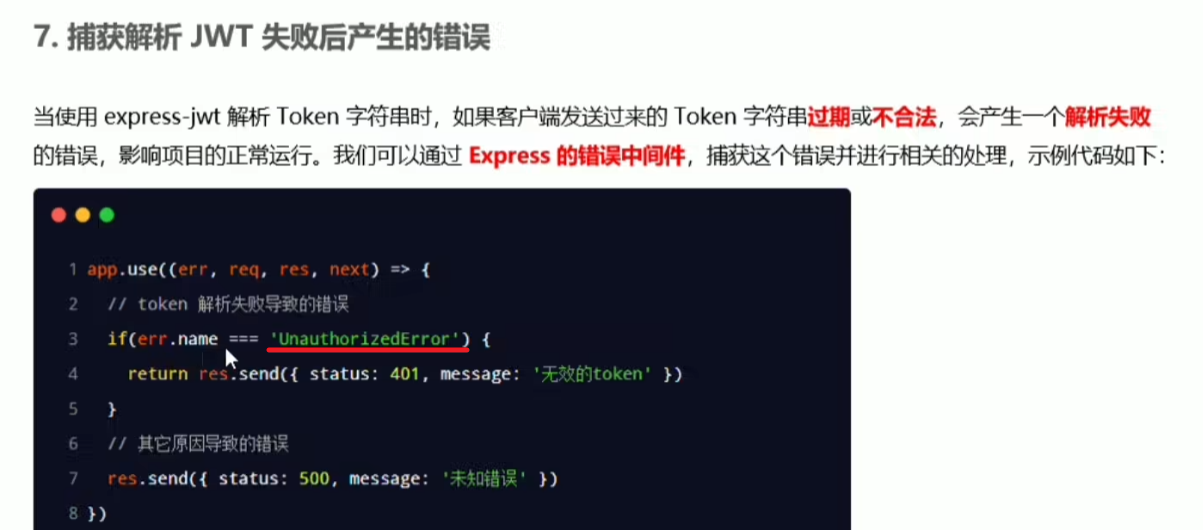 7. 捕获解析 JWT 失败后产生的错误
当使用 express-jwt 解析 Token 字符串时，如果客户端发送过来的 Token 字符串过期或不合法，会产生一个解析失败
的错误，影响项目的正常运行。我们可以通过 Express 的错误中间件，捕获这个错误并进行相关的处理，示例代码如下：
1 app.use((err, req, res, next) => {
2   // token 解析失败导致的错误
3   if(err.name === 'UnauthorizedError') {
4     return res.send({ status: 401, message: '无效的token' })
5   }
6   // 其它原因导致的错误
7   res.send({ status: 500, message: '未知错误' })
8 })